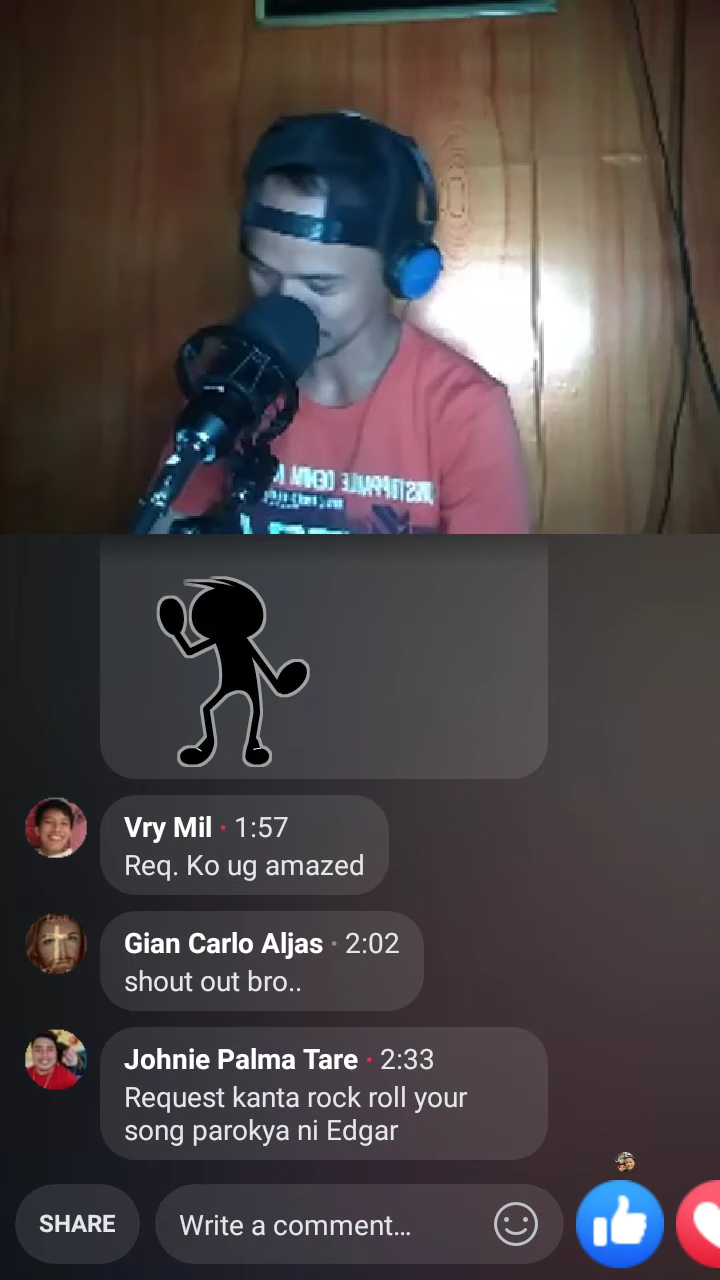 Vry Mil · 1:57
Req. Ko ug amazed
Gian Carlo Aljas · 2:02
shout out bro..
Johnie Palma Tare · 2:33
Request kanta rock roll your
song parokya ni Edgar
SHARE
Write a comment…